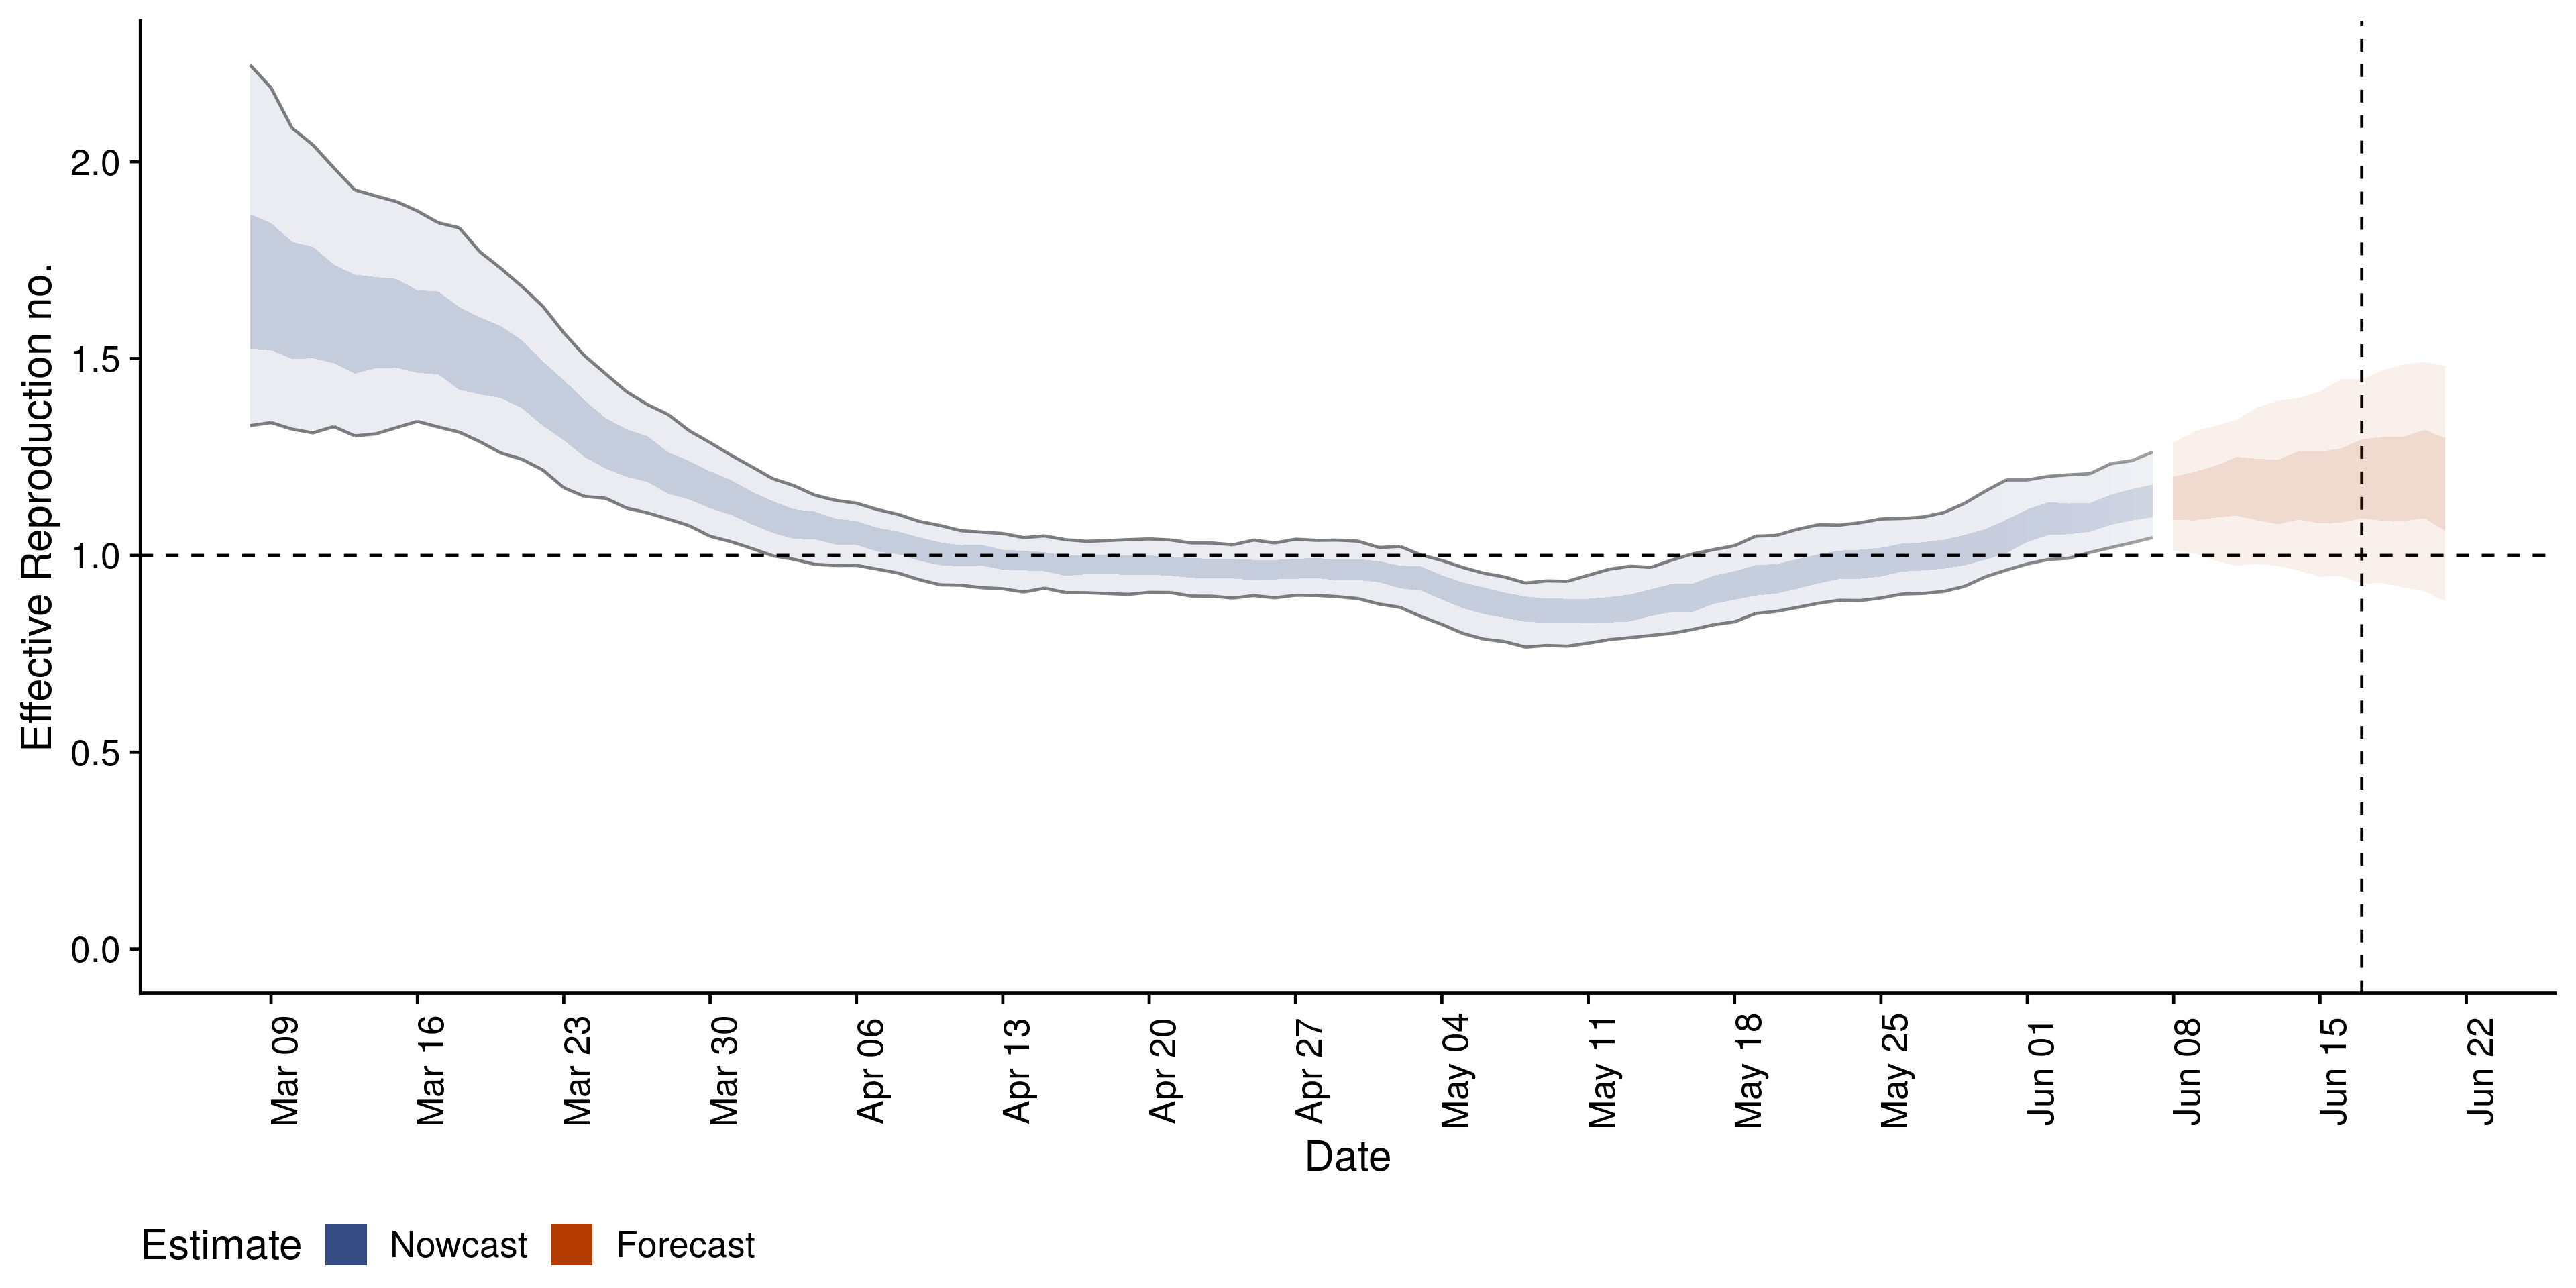 Effective Reproduction no.
2.0
1.5
1.0
0.5
0.0
Mar 09
Mar 16
Mar 23
Mar 30
Apr 06
Apr 13
Apr 20
Apr 27
May 04
May 11
May 18
May 25
Jun 01
Jun 08
Jun 15
Jun 22
Date
Estimate Nowcast Forecast